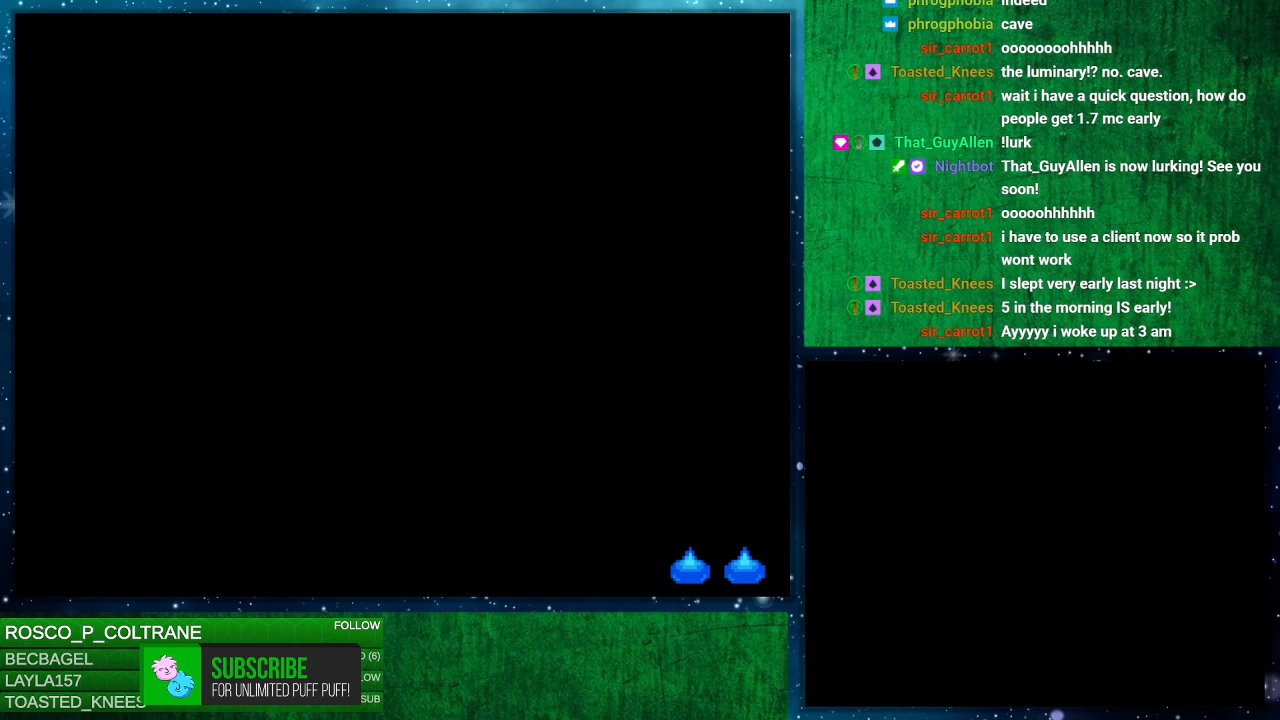 phrogphobia indeed
phrogphobia cave
sir_carrot1 oooooooohhhhh
Toasted_Knees the luminary!? no. cave.
sir_carrot1 wait i have a quick question, how do
people get 1.7 mc early
That_GuyAllen !lurk
Nightbot That_GuyAllen is now lurking! See you
soon!
sir_carrot1 ooooohhhhhh
sir_carrot1 i have to use a client now so it prob
wont work
Toasted_Knees I slept very early last night :>
Toasted_Knees 5 in the morning IS early!
sir_carrot1 Ayyyyy i woke up at 3 am
ROSCO_P_COLTRANE FOLLOW
BECBAGEL (6)
LAYLA157
TOASTED_KNEES SUB
SUBSCRIBE
FOR UNLIMITED PUFF PUFF!